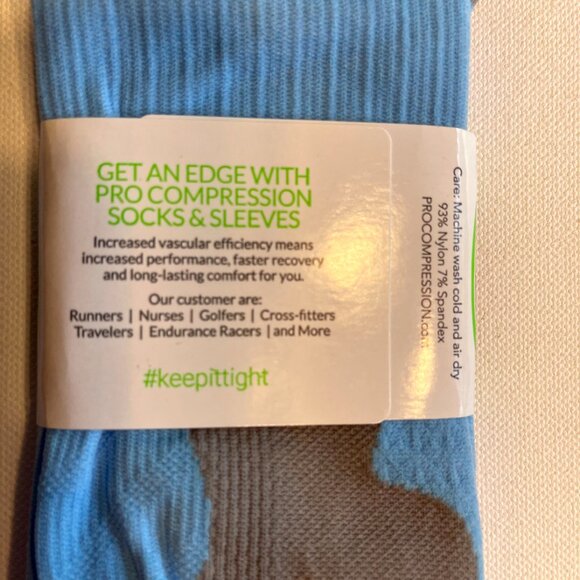 GET AN EDGE WITH
PRO COMPRESSION
SOCKS & SLEEVES
Increased vascular efficiency means
increased performance, faster recovery
and long-lasting comfort for you.
Our customer are:
Runners | Nurses | Golfers | Cross-fitters
Travelers | Endurance Racers | and More
#keepittight
Care: Machine wash cold and air dry
93% Nylon 7% Spandex
PROCOMPRESSION.com